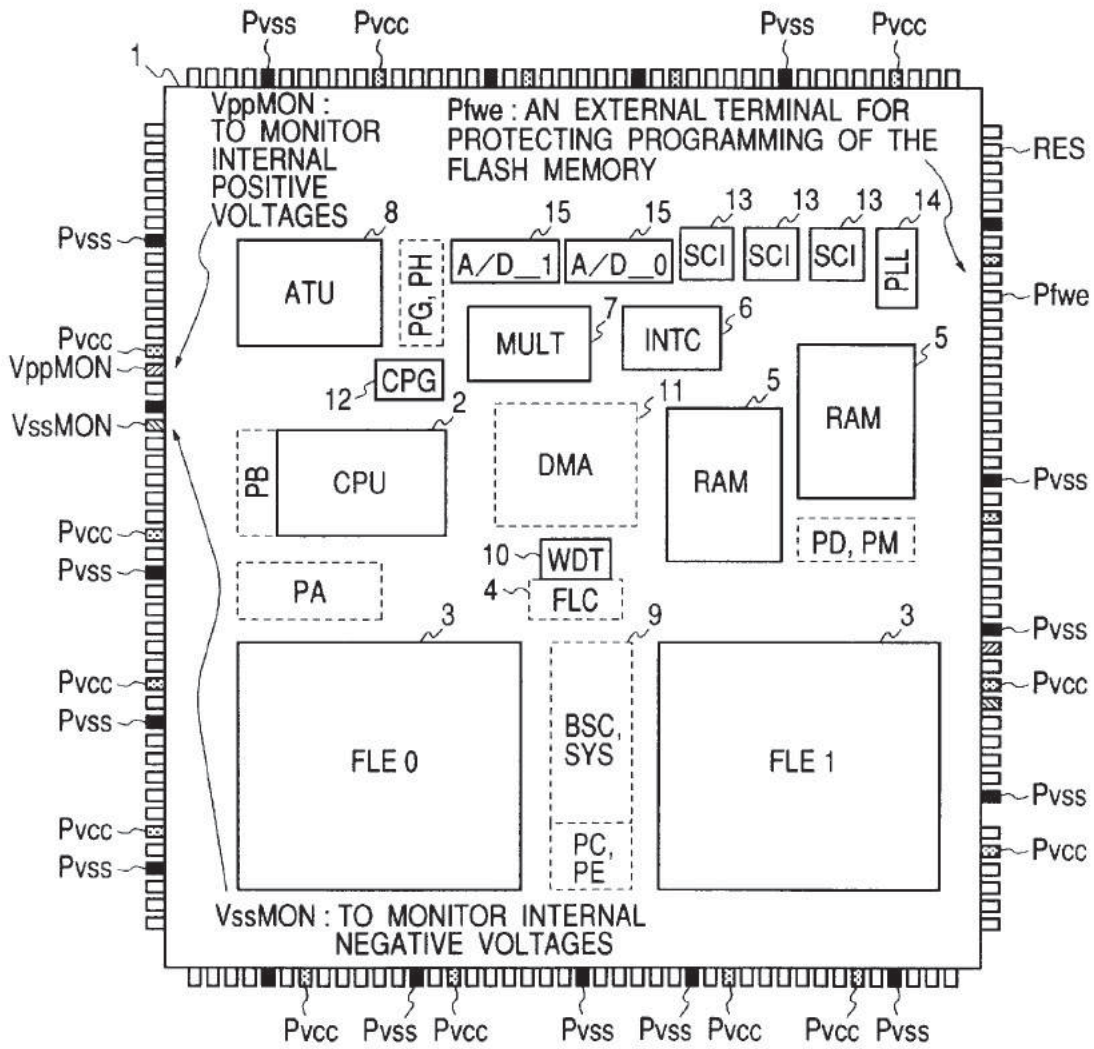 Pvss
Pvcc
Pvss
Pvcc
1
VppMON :
TO MONITOR
INTERNAL
POSITIVE
VOLTAGES
Pfwe : AN EXTERNAL TERMINAL FOR
PROTECTING PROGRAMMING OF THE
FLASH MEMORY
RES
Pvss
8
15
15
13
13
13
14
ATU
PG, PH
A/D__1
A/D__0
SCI
SCI
SCI
PLL
Pfwe
7
6
5
MULT
INTC
Pvcc
VppMON
VssMON
12
CPG
2
11
5
RAM
PB
CPU
DMA
RAM
Pvss
Pvcc
Pvss
10
WDT
PD, PM
PA
4
FLC
3
9
3
Pvss
Pvcc
Pvcc
Pvss
FLE 0
BSC,
SYS
FLE 1
Pvss
Pvcc
Pvss
PC,
PE
Pvcc
VssMON : TO MONITOR INTERNAL
NEGATIVE VOLTAGES
Pvcc
Pvss
Pvcc
Pvss
Pvss
Pvcc
Pvcc
Pvss